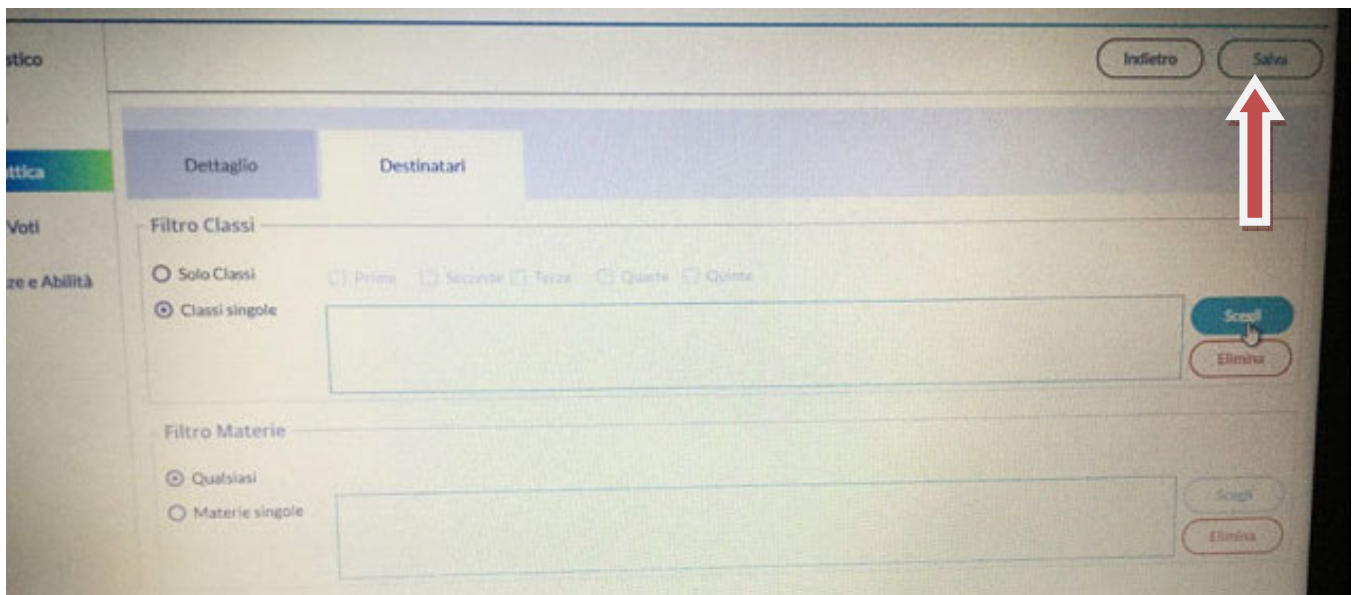 stico
Indietro Salva
ttica
Dettaglio Destinatari
Voti
Filtro Classi
ze e Abilità
Solo Classi Prime Seconde Terze Quarte Quinte
Classi singole
Scegli
Elimina
Filtro Materie
Qualsiasi
Materie singole
Scegli
Elimina